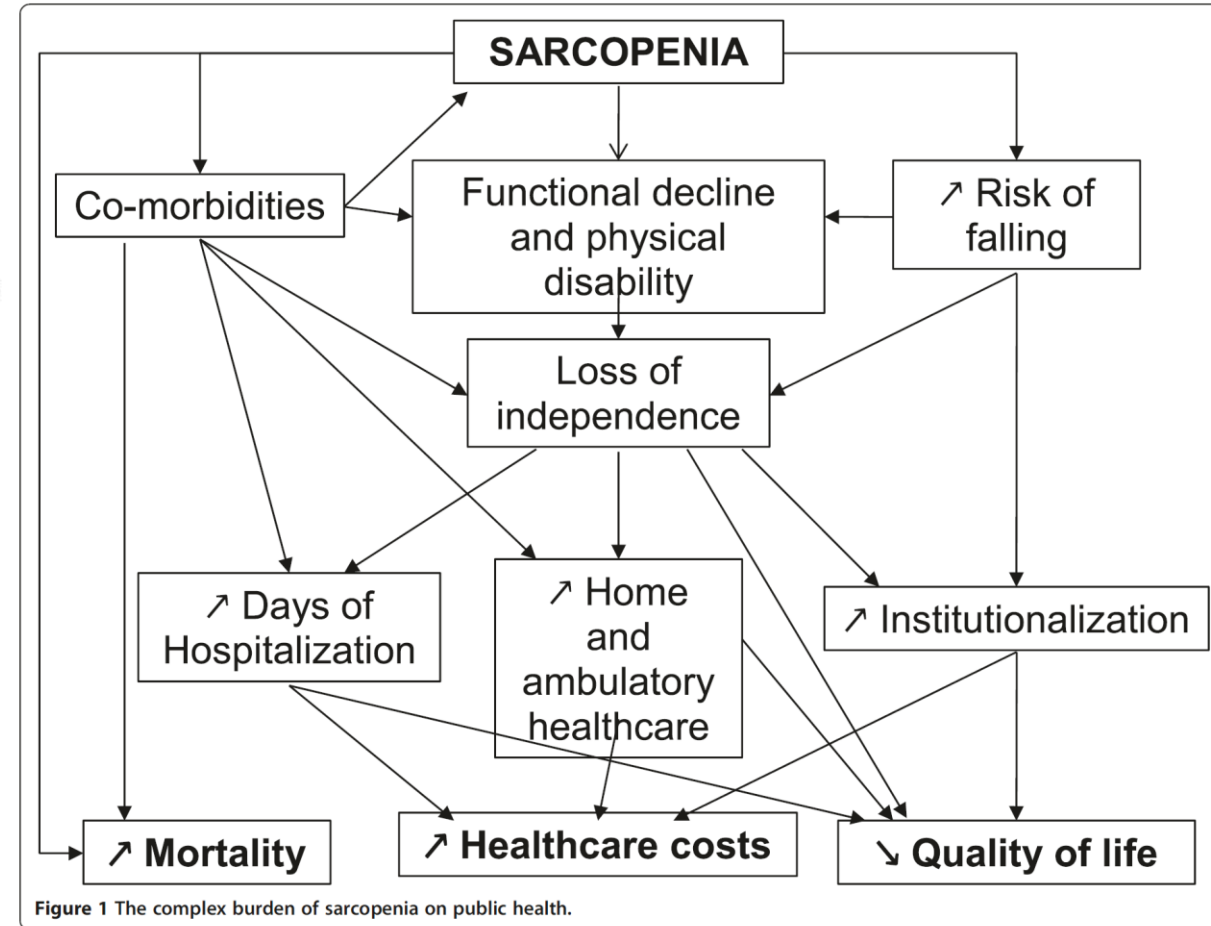 SARCOPENIA
Co-morbidities
Functional decline
and physical
disability
↗ Risk of
falling
Loss of
independence
↗ Days of
Hospitalization
↗ Home
and
ambulatory
healthcare
↗ Institutionalization
↗ Mortality
↗ Healthcare costs
↘ Quality of life
Figure 1 The complex burden of sarcopenia on public health.